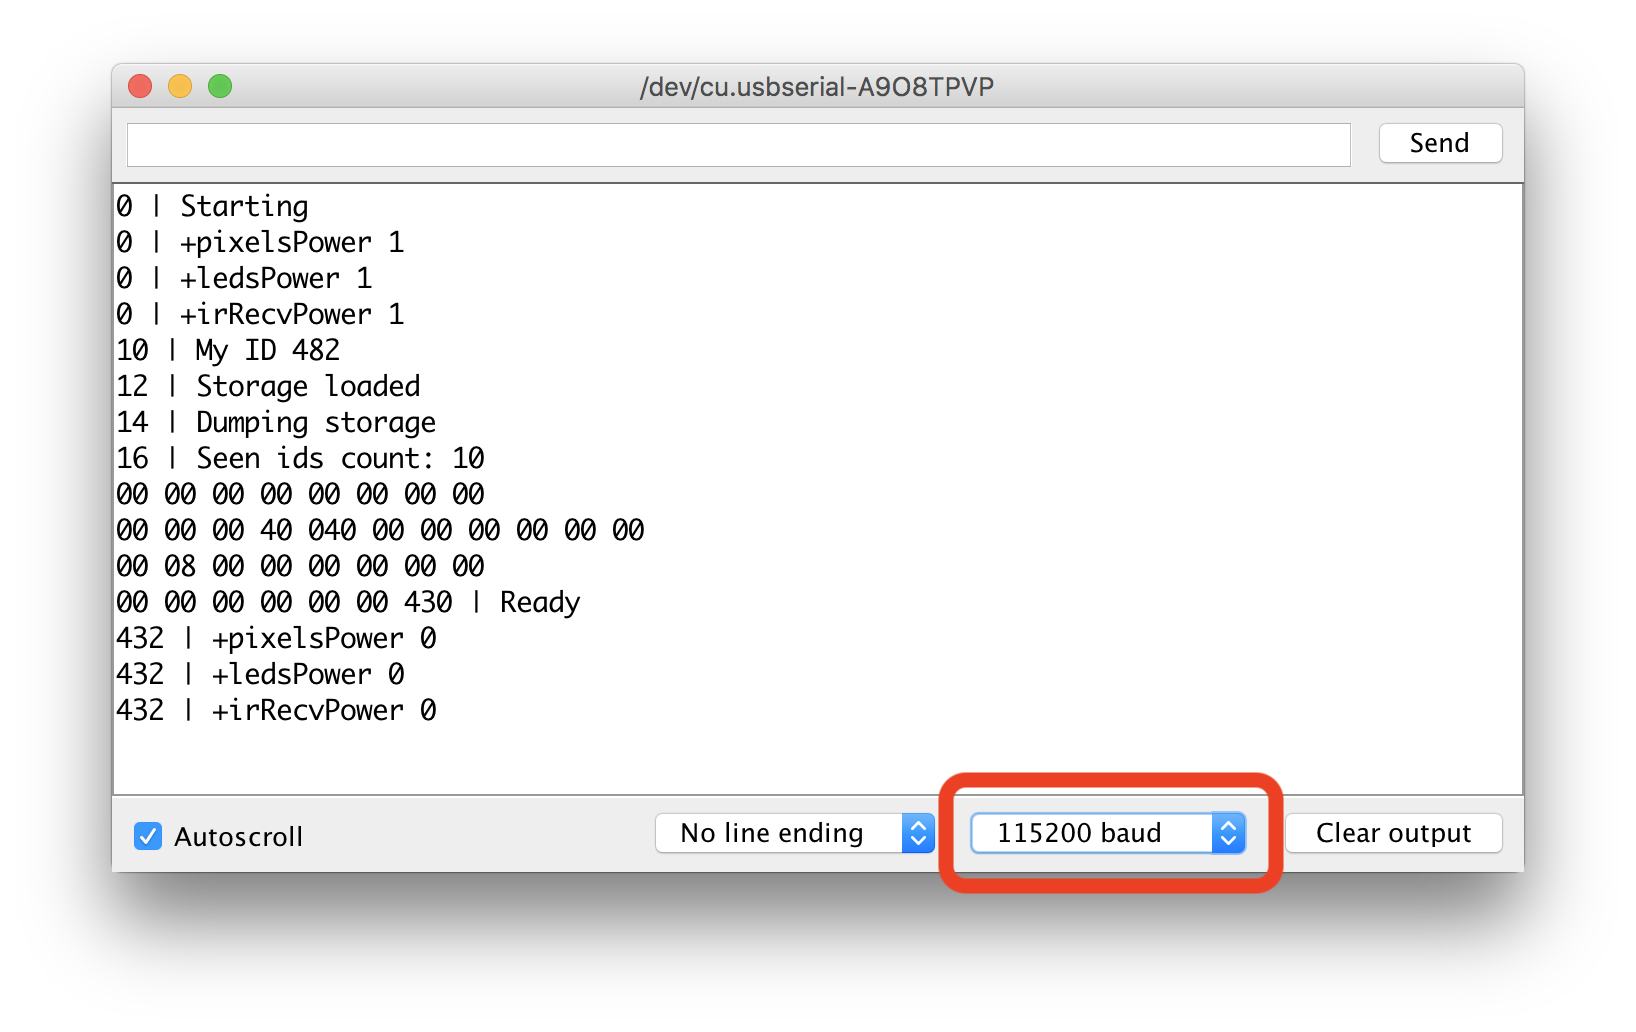 /dev/cu.usbserial-A9O8TPVP
Send
0 | Starting
0 | +pixelsPower 1
0 | +ledsPower 1
0 | +irRecvPower 1
10 | My ID 482
12 | Storage loaded
14 | Dumping storage
16 | Seen ids count: 10
00 00 00 00 00 00 00 00
00 00 00 40 040 00 00 00 00 00 00
00 08 00 00 00 00 00 00
00 00 00 00 00 00 430 | Ready
432 | +pixelsPower 0
432 | +ledsPower 0
432 | +irRecvPower 0
Autoscroll No line ending 115200 baud Clear output